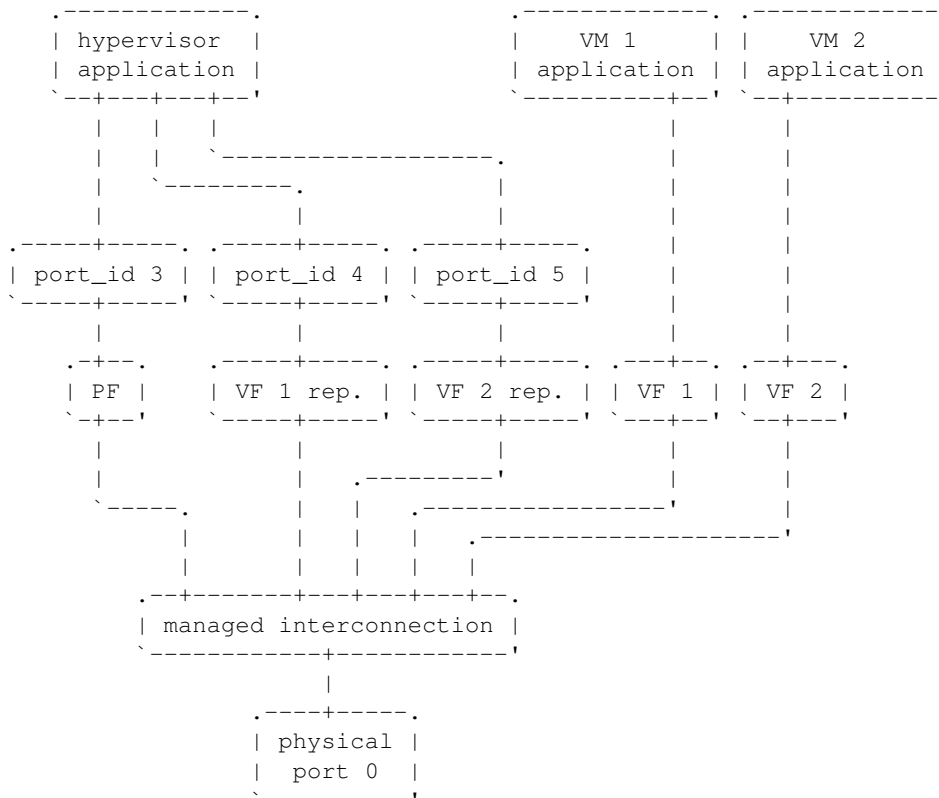 hypervisor VM 1 VM 2
application application application
port_id 3 port_id 4 port_id 5
PF VF 1 rep. VF 2 rep. VF 1 VF 2
managed interconnection
physical
port 0